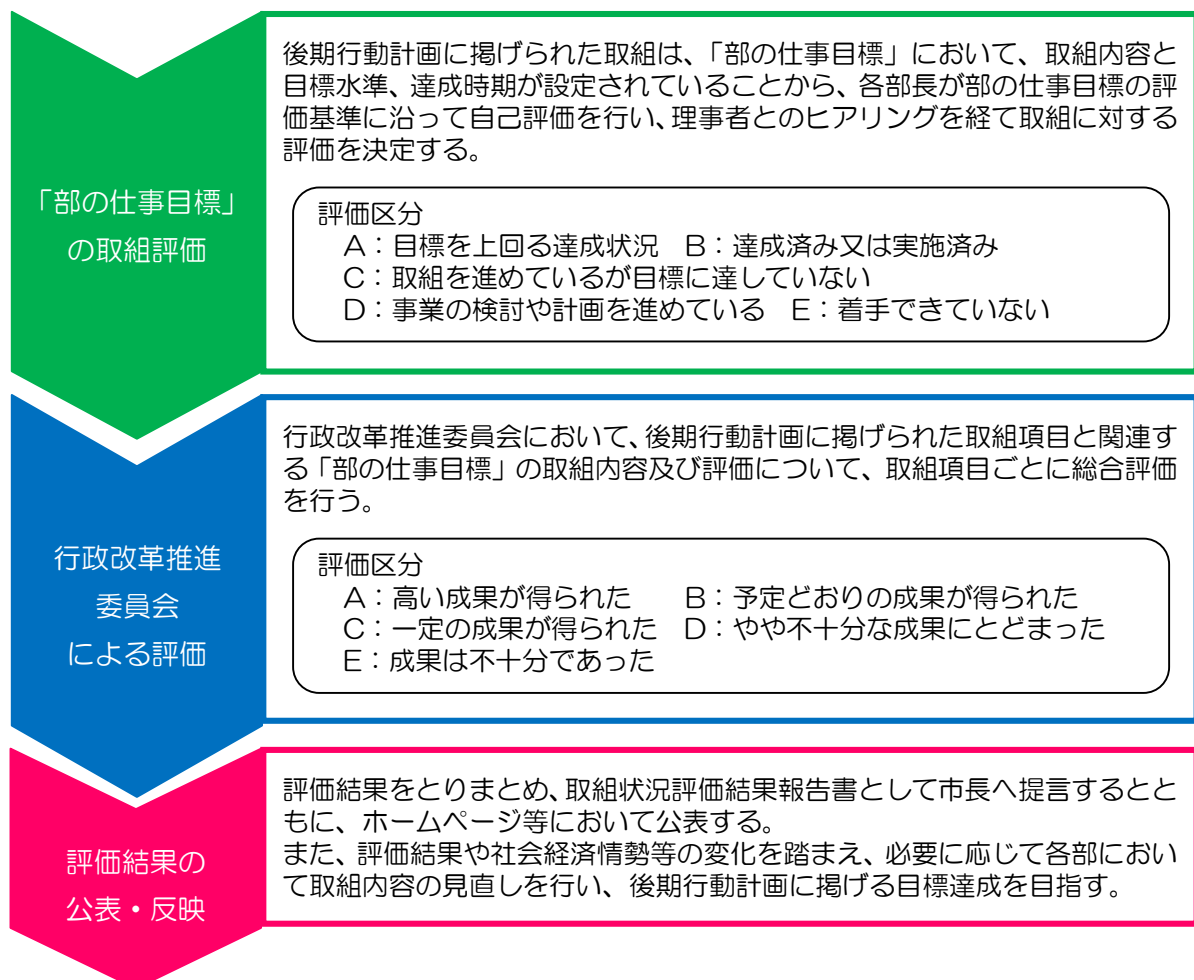 「部の仕事目標」
の取組評価
後期行動計画に掲げられた取組は、「部の仕事目標」において、取組内容と
目標水準、達成時期が設定されていることから、各部長が部の仕事目標の評
価基準に沿って自己評価を行い、理事者とのヒアリングを経て取組に対する
評価を決定する。
評価区分
A：目標を上回る達成状況　B：達成済み又は実施済み
C：取組を進めているが目標に達していない
D：事業の検討や計画を進めている　E：着手できていない
行政改革推進
委員会
による評価
行政改革推進委員会において、後期行動計画に掲げられた取組項目と関連す
る「部の仕事目標」の取組内容及び評価について、取組項目ごとに総合評価
を行う。
評価区分
A：高い成果が得られた　　B：予定どおりの成果が得られた
C：一定の成果が得られた　D：やや不十分な成果にとどまった
E：成果は不十分であった
評価結果の
公表・反映
評価結果をとりまとめ、取組状況評価結果報告書として市長へ提言するとと
もに、ホームページ等において公表する。
また、評価結果や社会経済情勢等の変化を踏まえ、必要に応じて各部におい
て取組内容の見直しを行い、後期行動計画に掲げる目標達成を目指す。